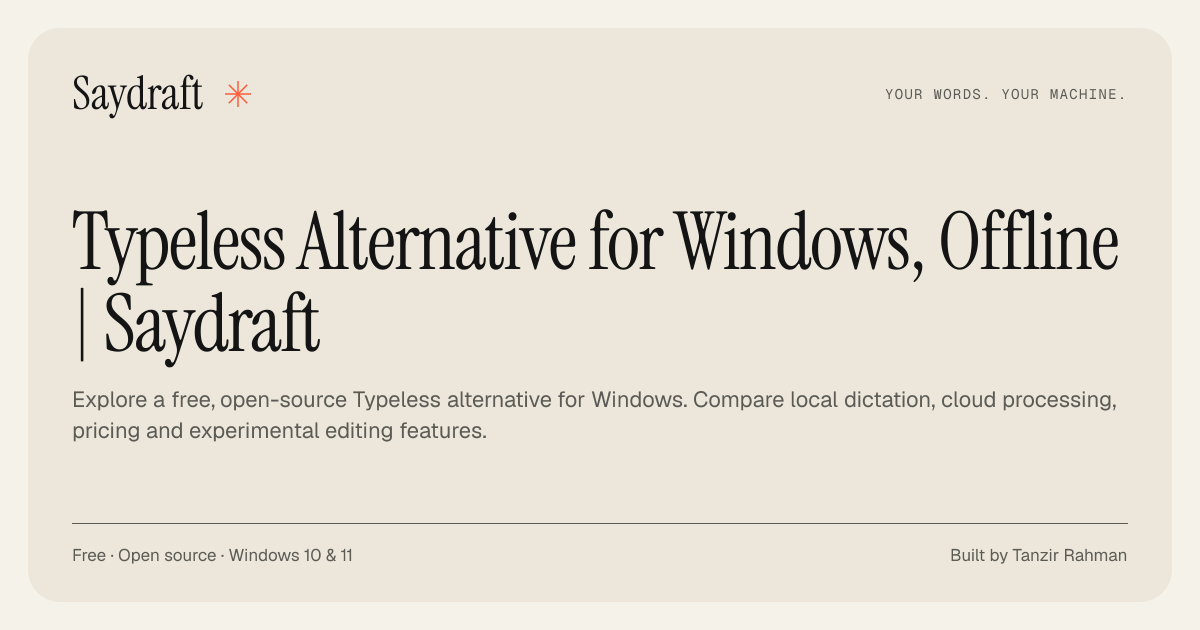 Saydraft
YOUR WORDS. YOUR MACHINE.
Typeless Alternative for Windows, Offline
| Saydraft
Explore a free, open-source Typeless alternative for Windows. Compare local dictation, cloud processing,
pricing and experimental editing features.
Free · Open source · Windows 10 & 11
Built by Tanzir Rahman